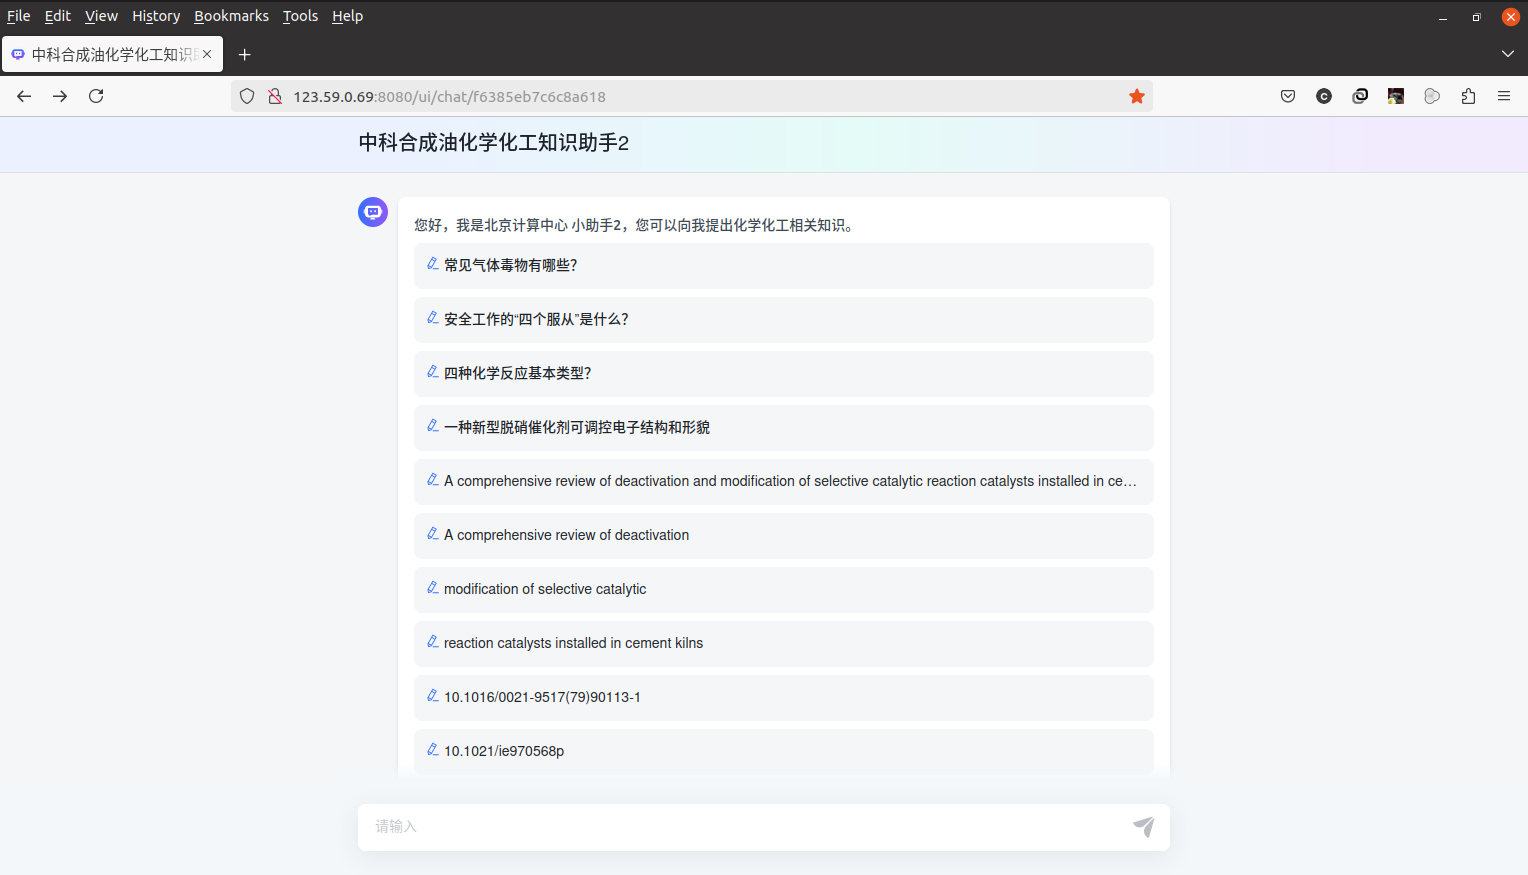 File Edit View History Bookmarks Tools Help
中科合成油化学化工知识
123.59.0.69:8080/ui/chat/f6385eb7c6c8a618
中科合成油化学化工知识助手2
您好，我是北京计算中心 小助手2，您可以向我提出化学化工相关知识。
常见气体毒物有哪些?
安全工作的“四个服从”是什么?
四种化学反应基本类型?
一种新型脱硝催化剂可调控电子结构和形貌
A comprehensive review of deactivation and modification of selective catalytic reaction catalysts installed in ce…
A comprehensive review of deactivation
modification of selective catalytic
reaction catalysts installed in cement kilns
10.1016/0021-9517(79)90113-1
10.1021/ie970568p
请输入